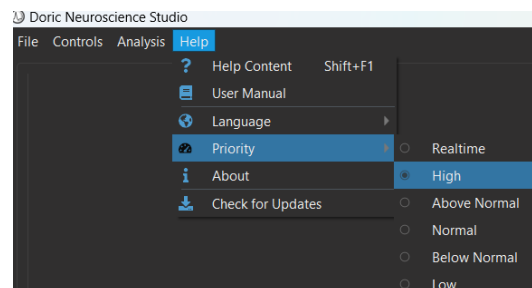 Doric Neuroscience Studio
File Controls Analysis Help
Help Content Shift+F1
User Manual
Language
Priority
About
Check for Updates
Realtime
High
Above Normal
Normal
Below Normal
Low